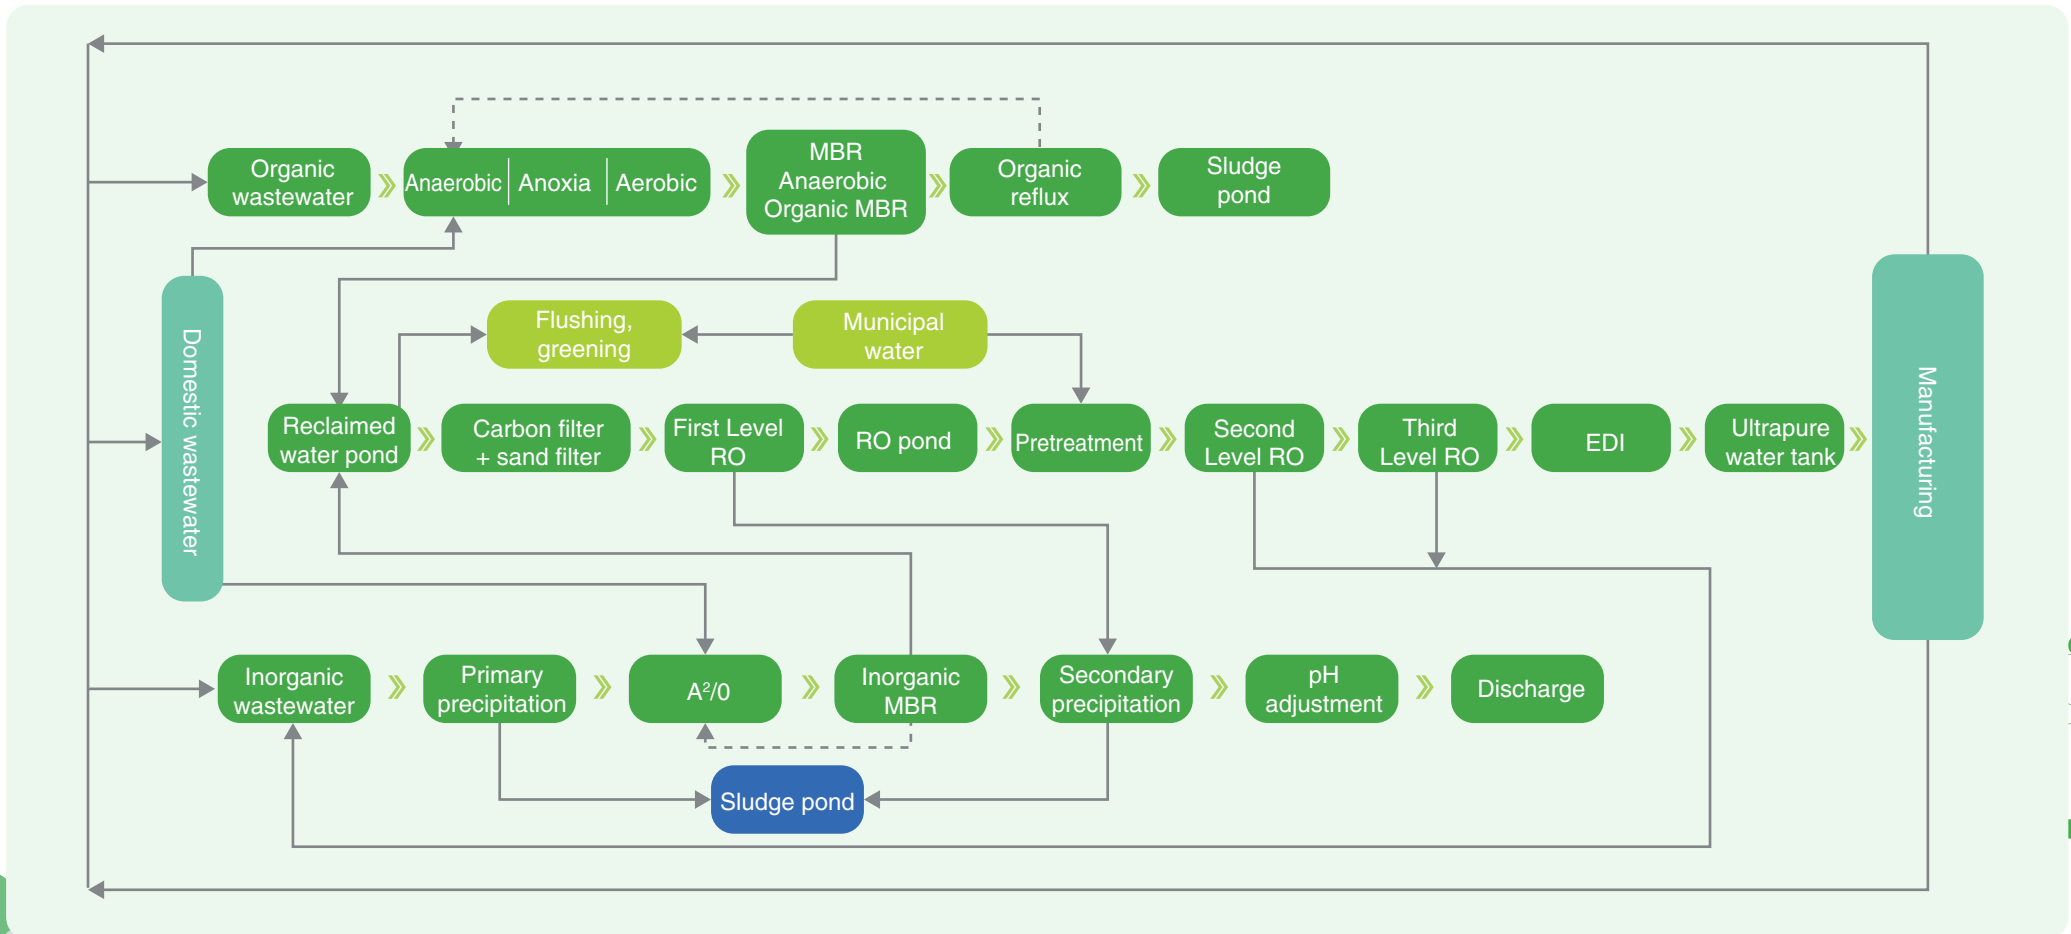 Organic
wastewater
Anaerobic
Anoxia
Aerobic
MBR
Anaerobic
Organic MBR
Organic
reflux
Sludge
pond
Domestic wastewater
Flushing,
greening
Municipal
water
Manufacturing
Reclaimed
water pond
Carbon filter
+ sand filter
First Level
RO
RO pond
Pretreatment
Second
Level RO
Third
Level RO
EDI
Ultrapure
water tank
Inorganic
wastewater
Primary
precipitation
A²/0
Inorganic
MBR
Secondary
precipitation
pH
adjustment
Discharge
Sludge pond